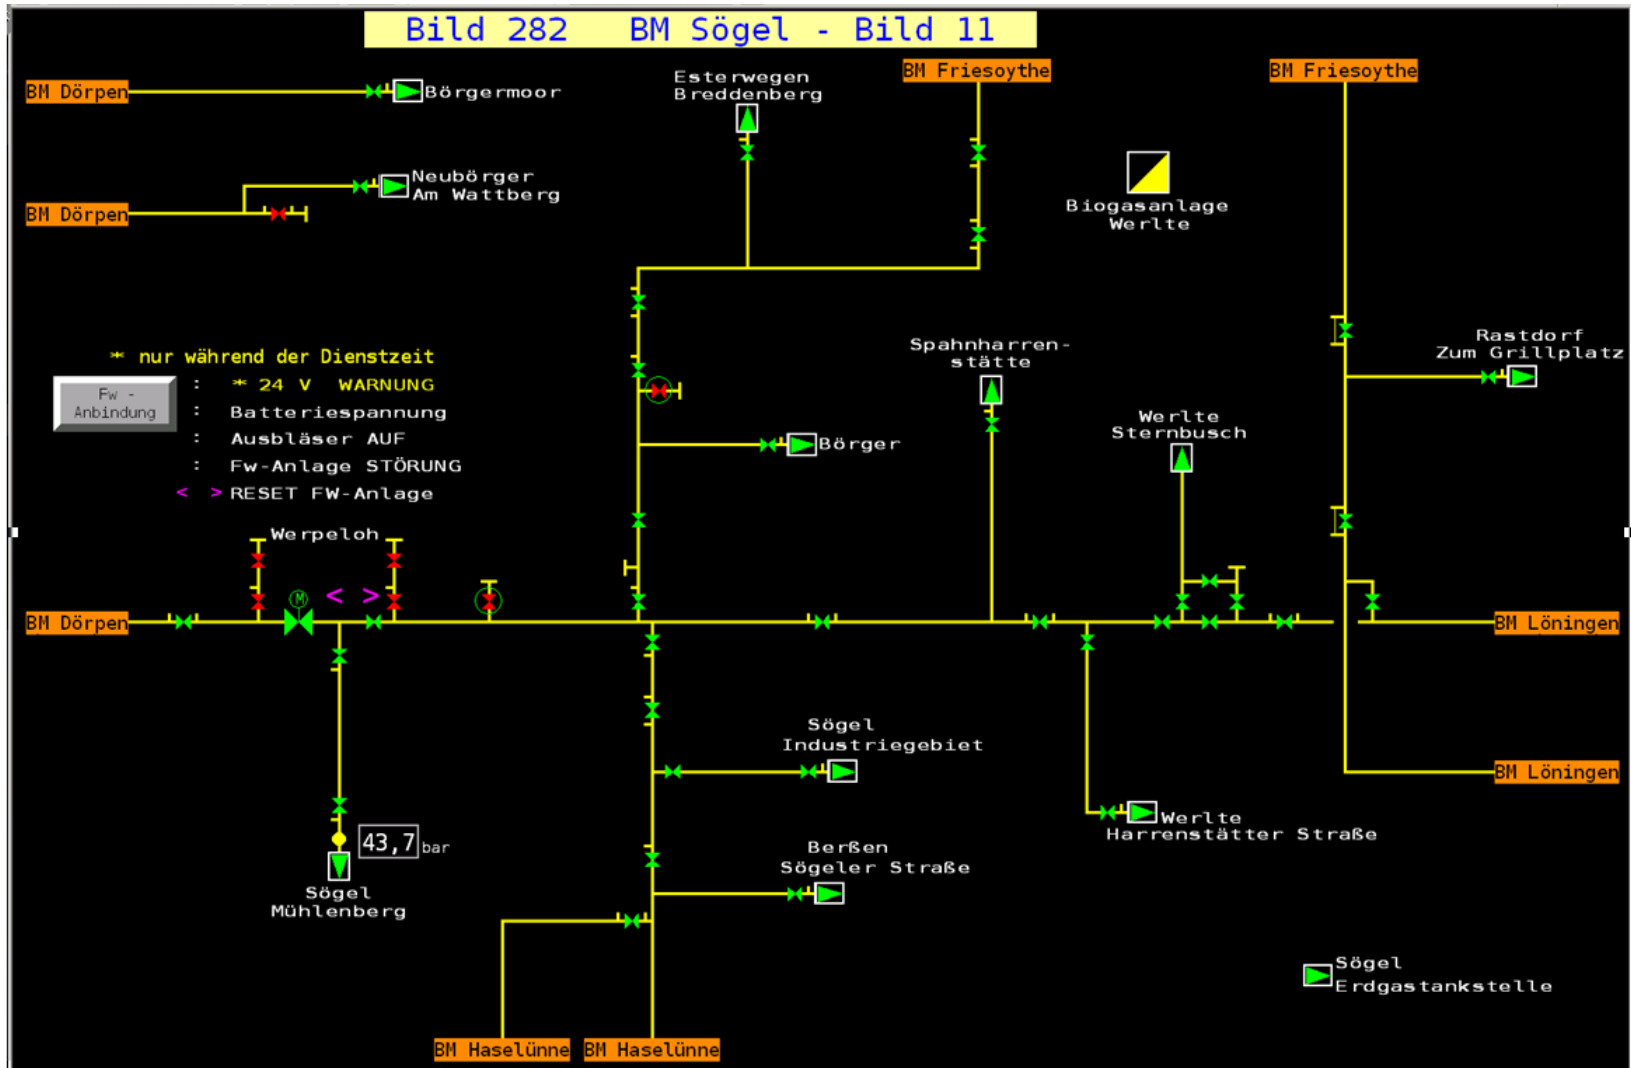 Bild 282 BM Sögel - Bild 11
BM Dörpen
Börgermoor
Esterwegen
Breddenberg
BM Friesoythe
BM Friesoythe
Neubörger
Am Wattberg
BM Dörpen
Biogasanlage
Werlte
* nur während der Dienstzeit
Fw -
Anbindung
: * 24 V WARNUNG
: Batteriespannung
: Ausbläser AUF
: Fw-Anlage STÖRUNG
< > RESET FW-Anlage
Spahnharren-
stätte
Rastdorf
Zum Grillplatz
Werlte
Sternbusch
Börger
Werpeloh
M
< >
BM Dörpen
BM Löningen
Sögel
Industriegebiet
BM Löningen
Werlte
Harrenstätter Straße
43,7 bar
Sögel
Mühlenberg
Berßen
Sögeler Straße
Sögel
Erdgastankstelle
BM Haselünne
BM Haselünne